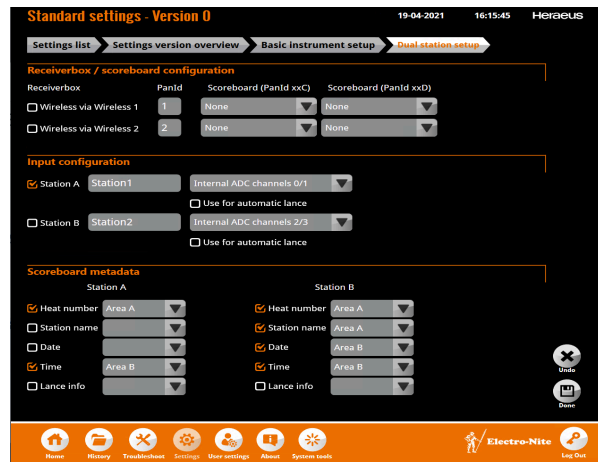 Standard settings - Version 0 19-04-2021 16:15:45 Heraeus
Settings list Settings version overview Basic instrument setup Dual station setup
Receiverbox / scoreboard configuration
Receiverbox PanId Scoreboard (PanId xxC) Scoreboard (PanId xxD)
Wireless via Wireless 1 1 None None
Wireless via Wireless 2 2 None None
Input configuration
Station A Station1 Internal ADC channels 0/1
Use for automatic lance
Station B Station2 Internal ADC channels 2/3
Use for automatic lance
Scoreboard metadata
Station A Station B
Heat number Area A Heat number Area A
Station name Station name Area A
Date Date Area B
Time Area B Time Area B
Lance info Lance info
Undo
Done
Home History Troubleshoot Settings User settings About System tools Electro-Nite Log Out